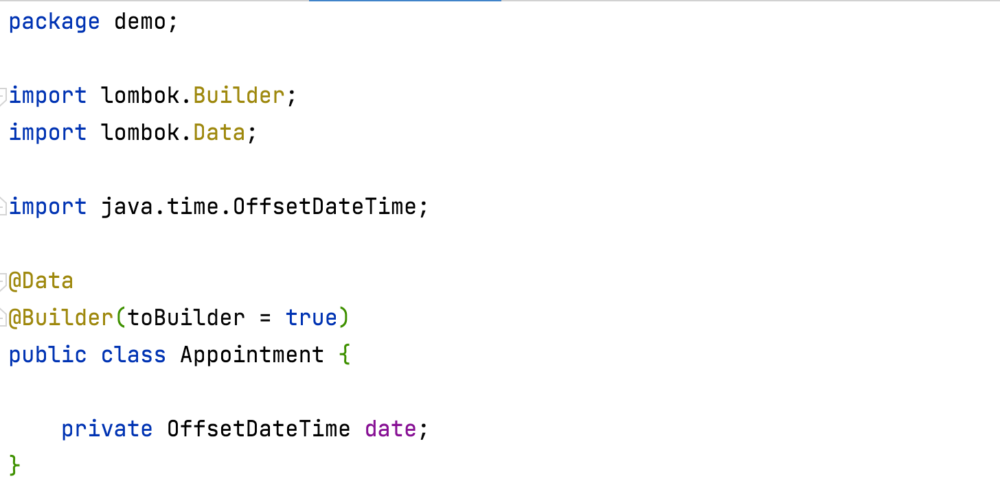 package demo;
import lombok.Builder;
import lombok.Data;
import java.time.OffsetDateTime;
@Data
@Builder(toBuilder = true)
public class Appointment {
    private OffsetDateTime date;
}